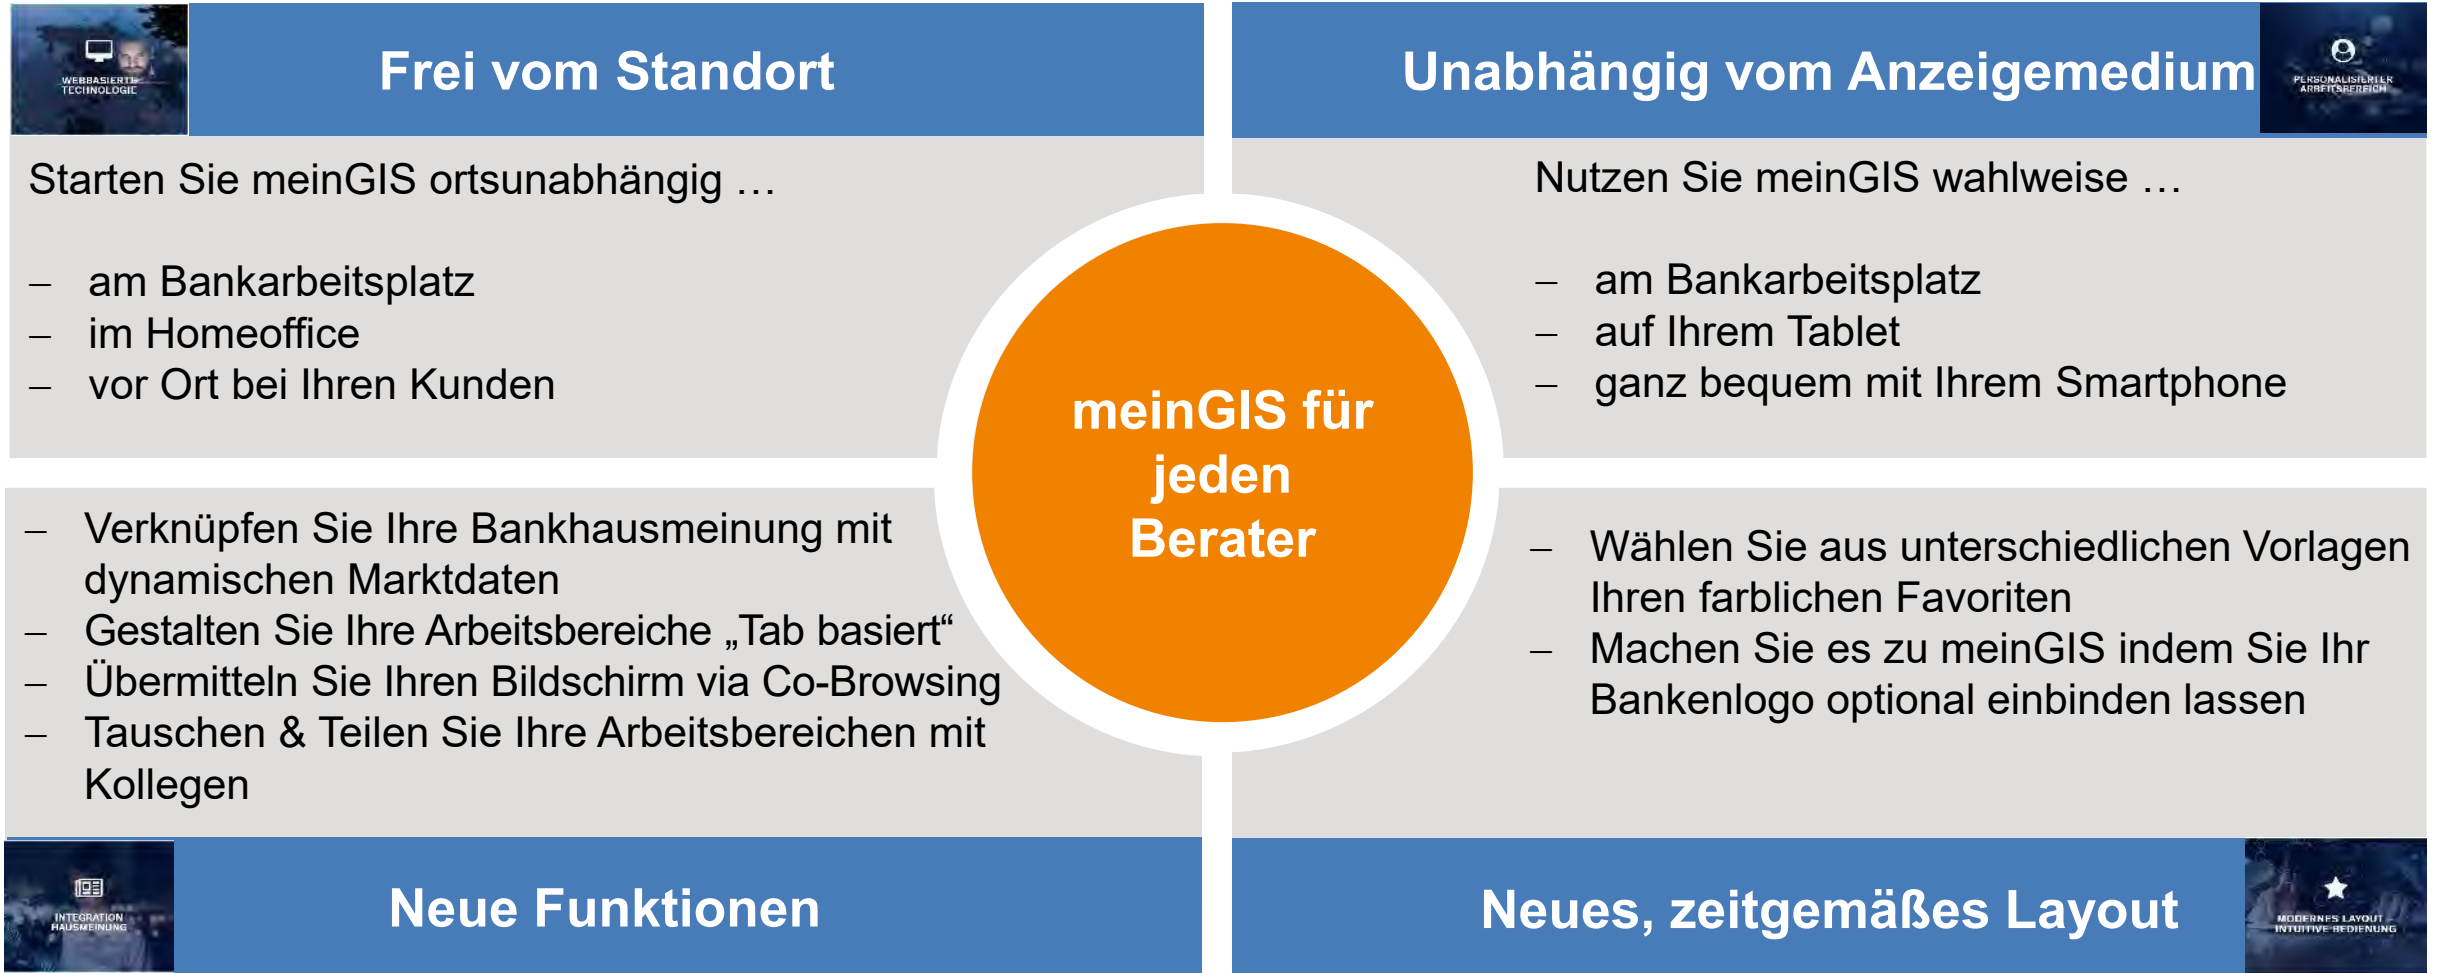 WEBBASIERTE
TECHNOLOGIE
Frei vom Standort
Starten Sie meinGIS ortsunabhängig …
– am Bankarbeitsplatz
– im Homeoffice
– vor Ort bei Ihren Kunden
Unabhängig vom Anzeigemedium
PERSONALISIERTER
ARBEITSBEREICH
Nutzen Sie meinGIS wahlweise …
– am Bankarbeitsplatz
– auf Ihrem Tablet
– ganz bequem mit Ihrem Smartphone
meinGIS für
jeden
Berater
– Verknüpfen Sie Ihre Bankhausmeinung mit
dynamischen Marktdaten
– Gestalten Sie Ihre Arbeitsbereiche „Tab basiert“
– Übermitteln Sie Ihren Bildschirm via Co-Browsing
– Tauschen & Teilen Sie Ihre Arbeitsbereichen mit
Kollegen
INTEGRATION
HAUSMEINUNG
Neue Funktionen
– Wählen Sie aus unterschiedlichen Vorlagen
Ihren farblichen Favoriten
– Machen Sie es zu meinGIS indem Sie Ihr
Bankenlogo optional einbinden lassen
Neues, zeitgemäßes Layout
MODERNES LAYOUT –
INTUITIVE BEDIENUNG